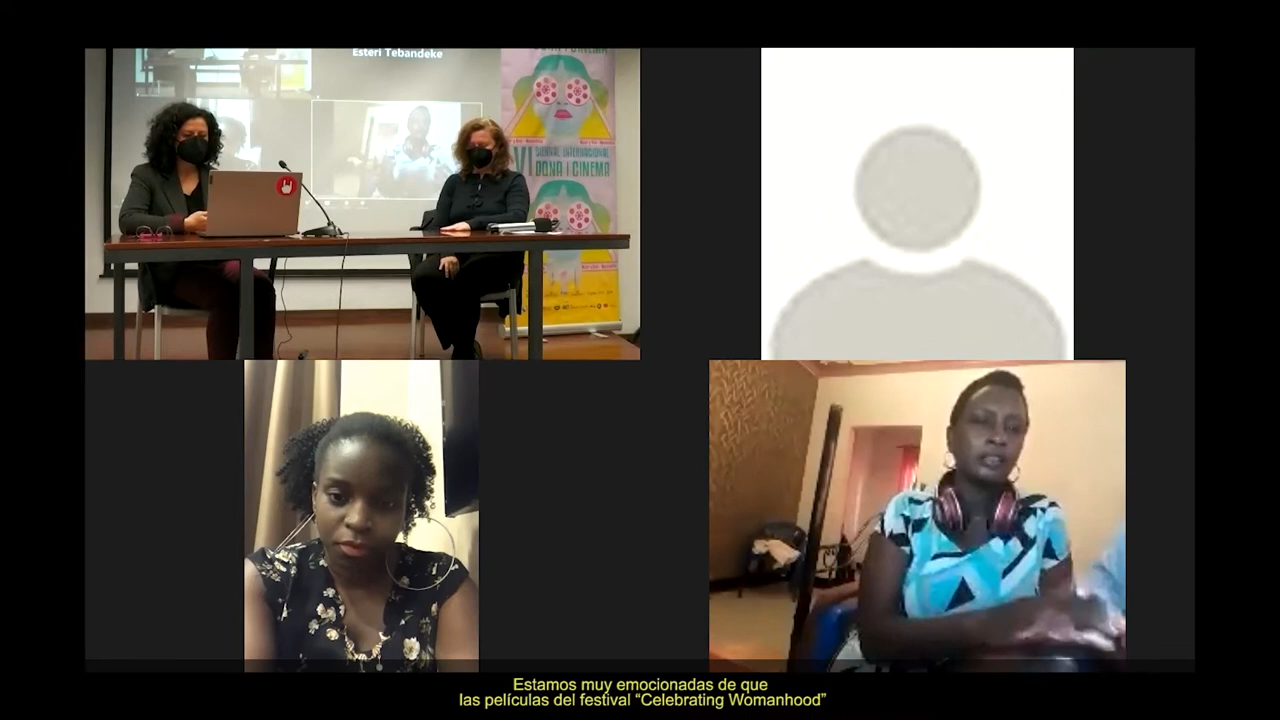 Esteri Tebandeke
VI BIENNAL INTERNACIONAL
DONA I CINEMA
Estamos muy emocionadas de que
las películas del festival “Celebrating Womanhood”